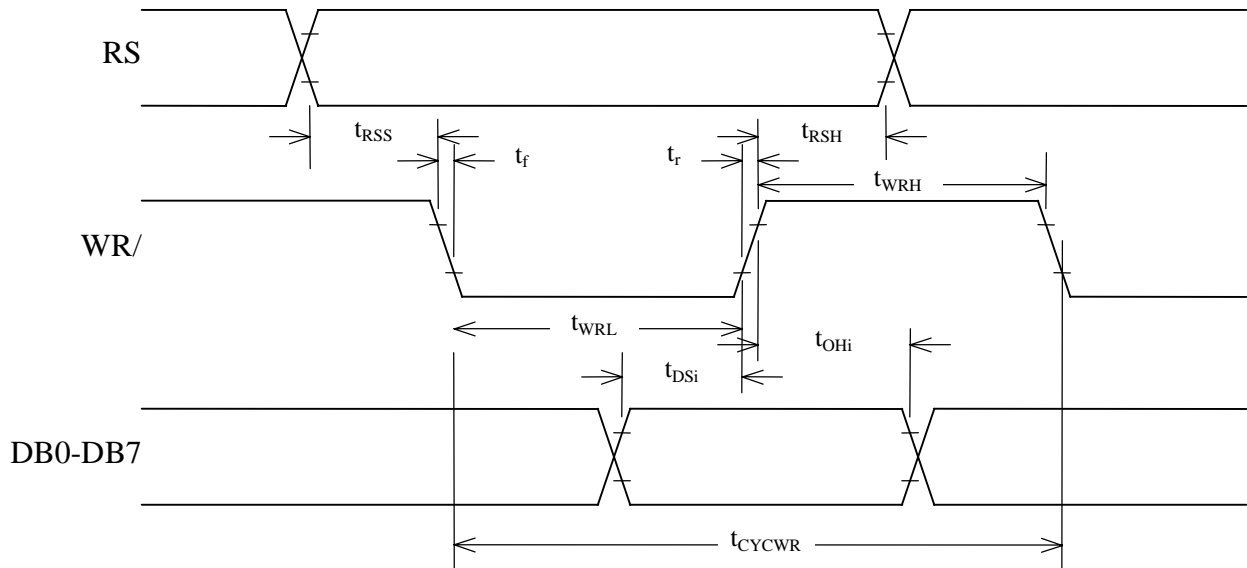 RS
tRSS
tRSH
tf
tr
tWRH
WR/
tWRL
tOHi
tDSi
DB0-DB7
tCYCWR